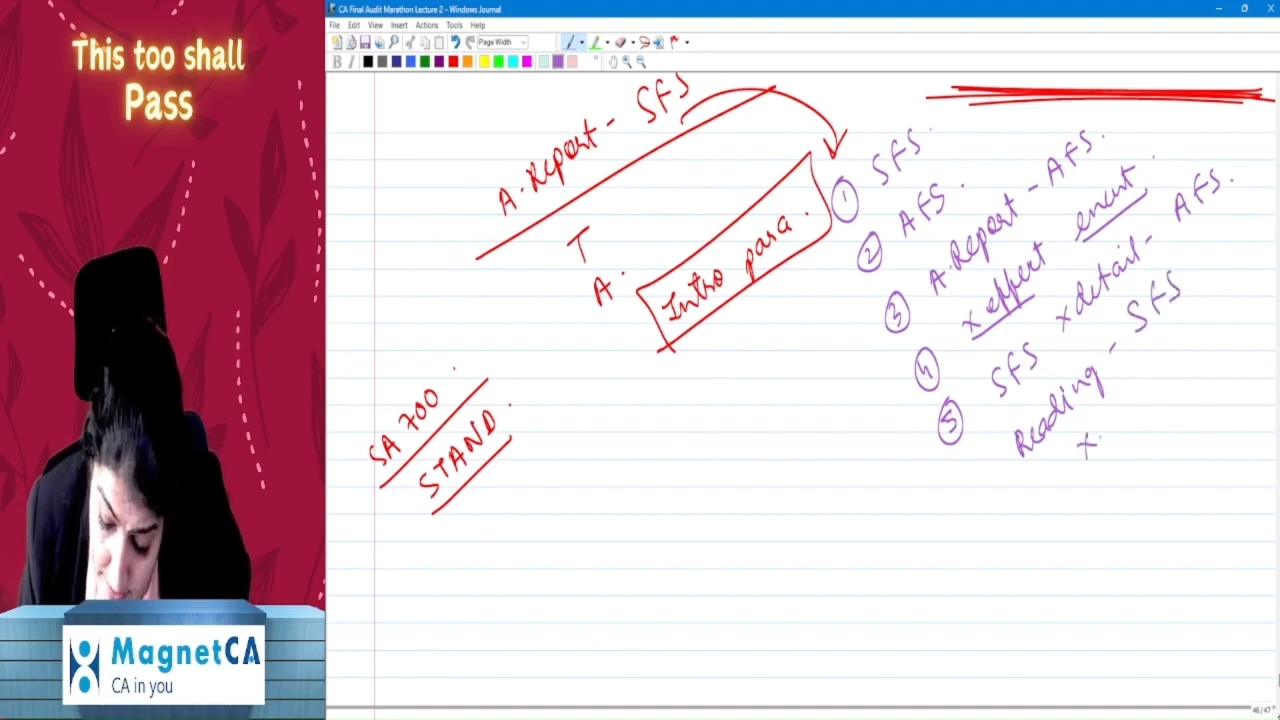 CA Final Audit Marathon Lecture 2 - Windows Journal
File Edit View Insert Actions Tools Help
Page Width
B I
This too shall
Pass
A. Report - SFS
T
A.
Intro para.
SA 700.
STAND.
① SFS.
② AFS.
③ A. Report - AFS.
④ x effect event.
⑤ SFS x detail - AFS.
Reading - SFS
x.
MagnetCA
CA in you
46/47